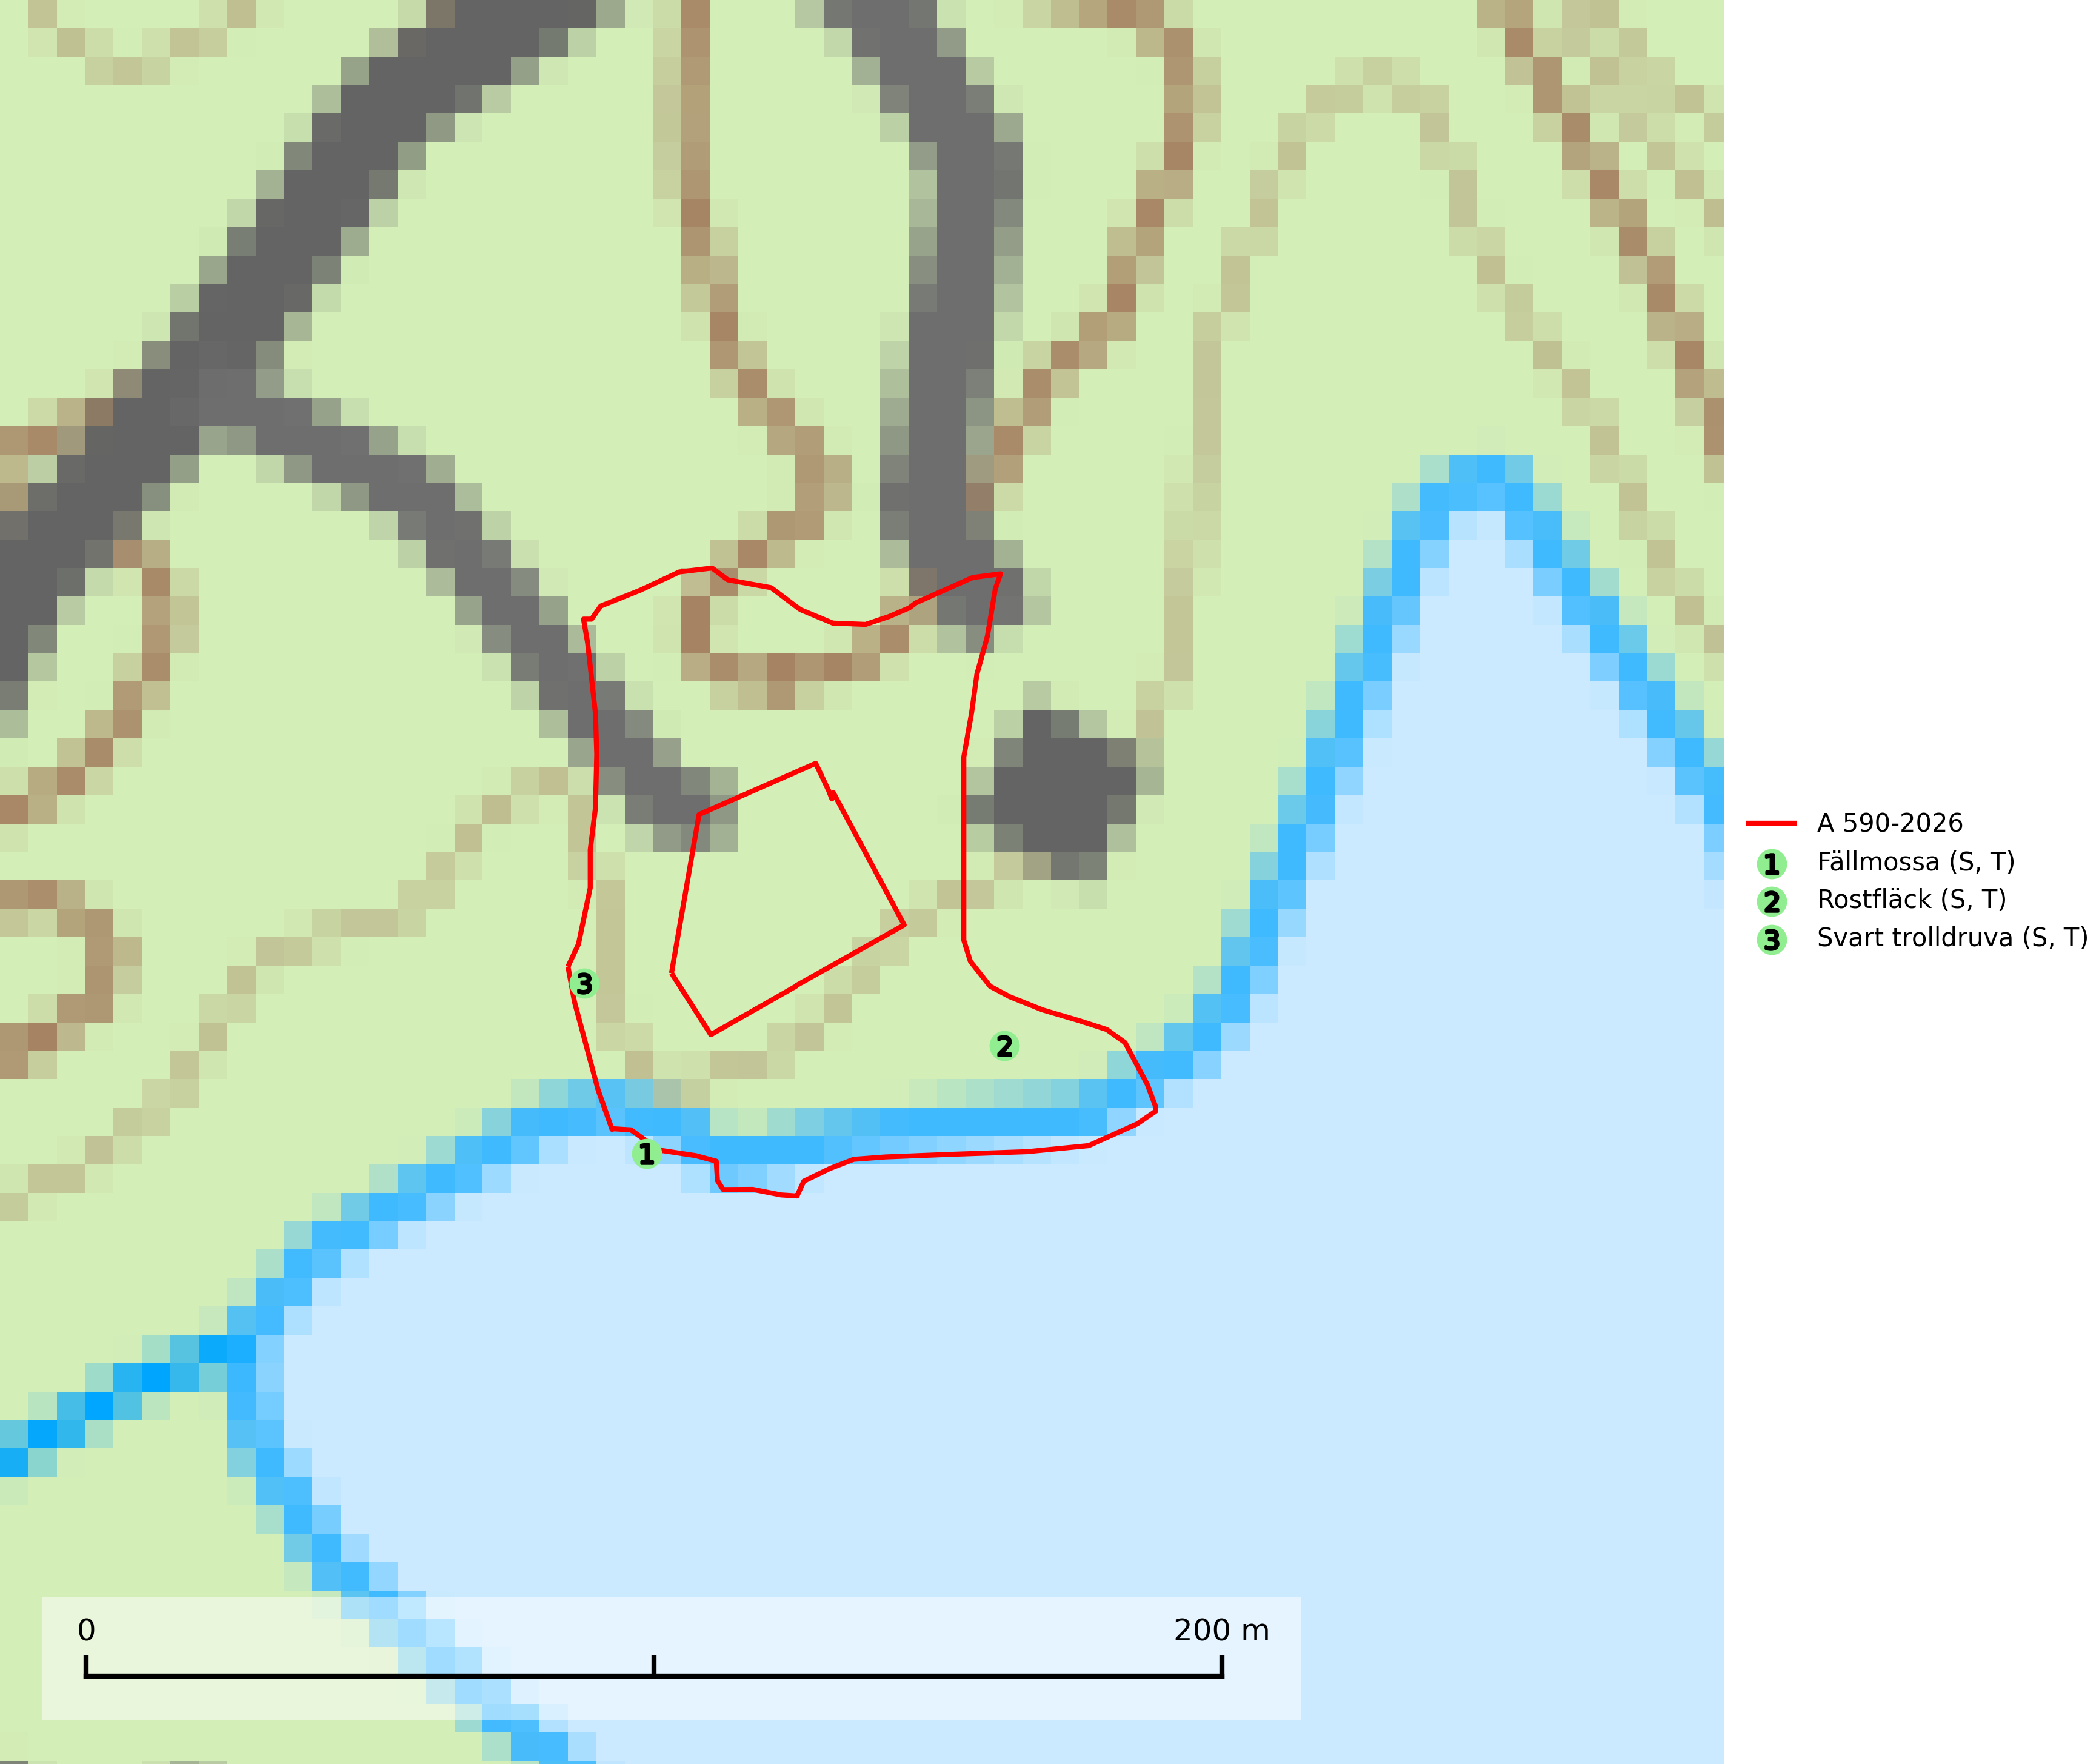 3
2
1
A 590-2026
1 Fällmossa (S, T)
2 Rostfläck (S, T)
3 Svart trolldruva (S, T)
0 200 m